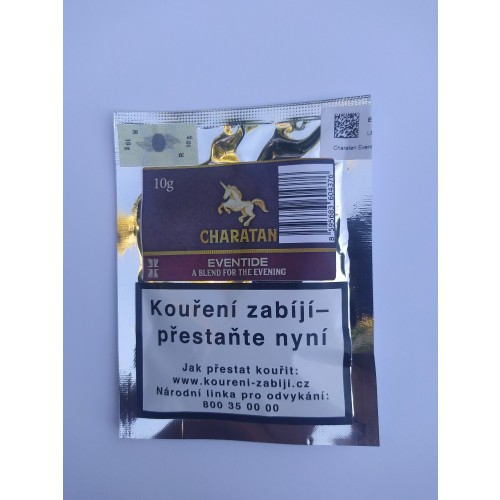 10g
CHARATAN
EVENTIDE
A BLEND FOR THE EVENING
Kouření zabíjí–
přestaňte nyní
Jak přestat kouřit:
www.koureni-zabiji.cz
Národní linka pro odvykání:
800 35 00 00